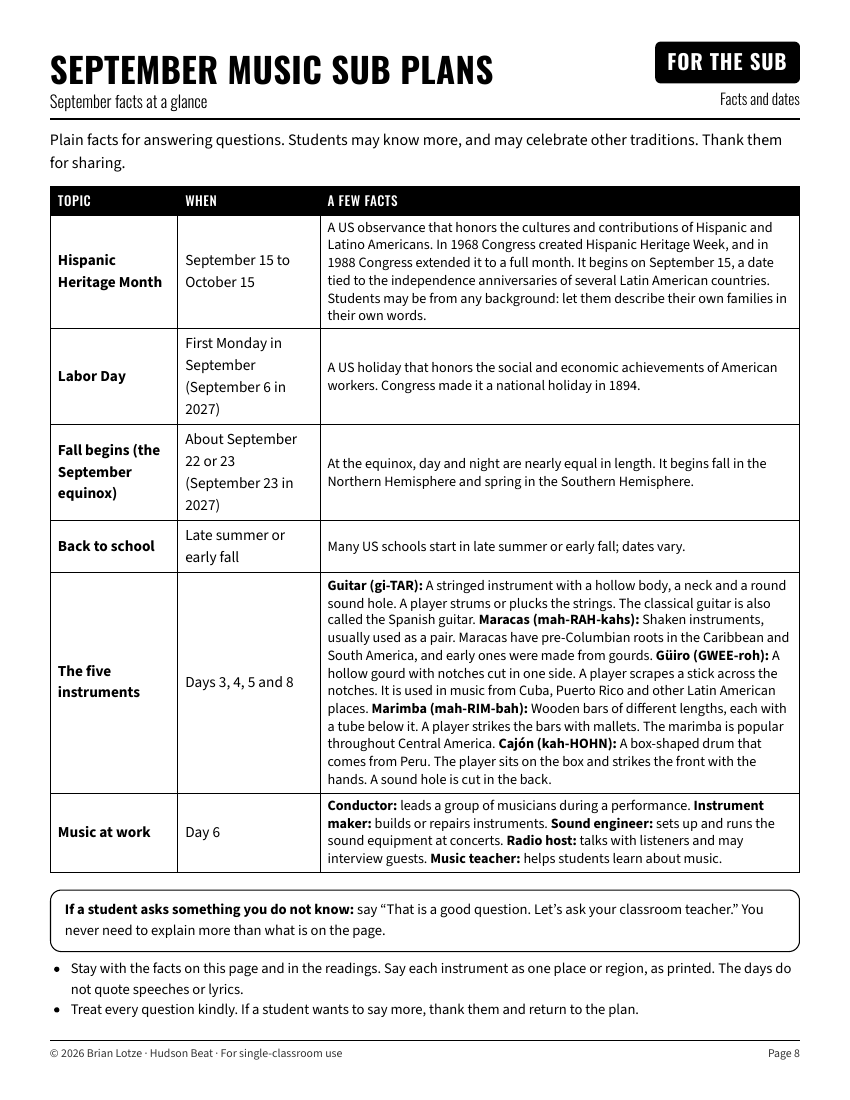 SEPTEMBER MUSIC SUB PLANS
FOR THE SUB
September facts at a glance
Facts and dates
Plain facts for answering questions. Students may know more, and may celebrate other traditions. Thank them
for sharing.
TOPIC
WHEN
A FEW FACTS
Hispanic
Heritage Month
September 15 to
October 15
A US observance that honors the cultures and contributions of Hispanic and
Latino Americans. In 1968 Congress created Hispanic Heritage Week, and in
1988 Congress extended it to a full month. It begins on September 15, a date
tied to the independence anniversaries of several Latin American countries.
Students may be from any background: let them describe their own families in
their own words.
Labor Day
First Monday in
September
(September 6 in
2027)
A US holiday that honors the social and economic achievements of American
workers. Congress made it a national holiday in 1894.
Fall begins (the
September
equinox)
About September
22 or 23
(September 23 in
2027)
At the equinox, day and night are nearly equal in length. It begins fall in the
Northern Hemisphere and spring in the Southern Hemisphere.
Back to school
Late summer or
early fall
Many US schools start in late summer or early fall; dates vary.
The five
instruments
Days 3, 4, 5 and 8
Guitar (gi-TAR): A stringed instrument with a hollow body, a neck and a round
sound hole. A player strums or plucks the strings. The classical guitar is also
called the Spanish guitar. Maracas (mah-RAH-kahs): Shaken instruments,
usually used as a pair. Maracas have pre-Columbian roots in the Caribbean and
South America, and early ones were made from gourds. Güiro (GWEE-roh): A
hollow gourd with notches cut in one side. A player scrapes a stick across the
notches. It is used in music from Cuba, Puerto Rico and other Latin American
places. Marimba (mah-RIM-bah): Wooden bars of different lengths, each with
a tube below it. A player strikes the bars with mallets. The marimba is popular
throughout Central America. Cajón (kah-HOHN): A box-shaped drum that
comes from Peru. The player sits on the box and strikes the front with the
hands. A sound hole is cut in the back.
Music at work
Day 6
Conductor: leads a group of musicians during a performance. Instrument
maker: builds or repairs instruments. Sound engineer: sets up and runs the
sound equipment at concerts. Radio host: talks with listeners and may
interview guests. Music teacher: helps students learn about music.
If a student asks something you do not know: say “That is a good question. Let’s ask your classroom teacher.” You
never need to explain more than what is on the page.
• Stay with the facts on this page and in the readings. Say each instrument as one place or region, as printed. The days do
not quote speeches or lyrics.
• Treat every question kindly. If a student wants to say more, thank them and return to the plan.
© 2026 Brian Lotze · Hudson Beat · For single-classroom use
Page 8